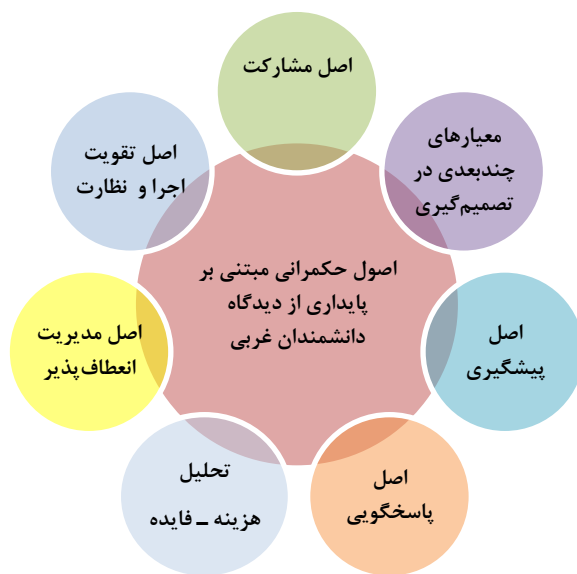 اصل مشارکت
معیارهای
چندبعدی در
تصمیم‌گیری
اصل
پیشگیری
اصل
پاسخگویی
تحلیل
هزینه ـ فایده
اصل مدیریت
انعطاف‌پذیر
اصل تقویت
اجرا و نظارت
اصول حکمرانی مبتنی بر
پایداری از دیدگاه
دانشمندان غربی